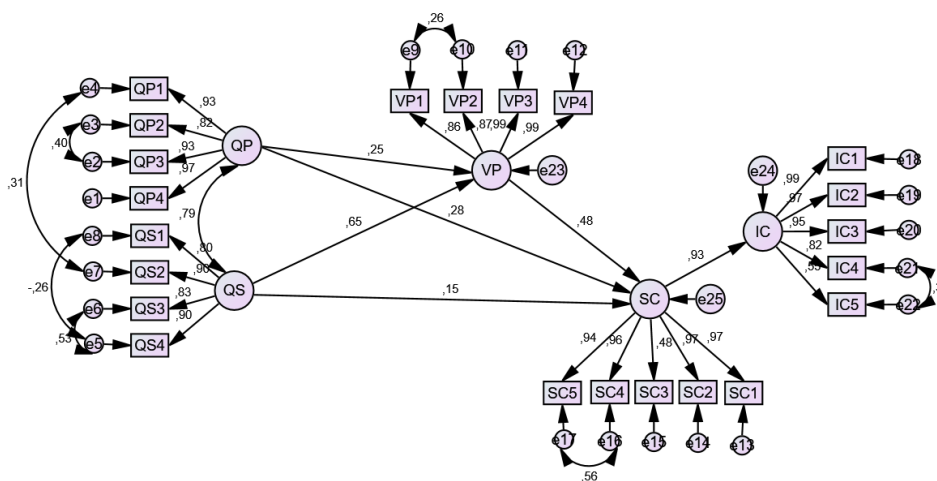 ,26
e9 e10 e11 e12
VP1 VP2 VP3 VP4
,86 ,87 ,99 ,99
e4 QP1 ,93
e3 QP2 ,82
,40 e2 QP3 ,93
e1 QP4 ,97
QP
,31
,79
e8 QS1 ,80
e7 QS2 ,90
-,26 e6 QS3 ,83
,53 e5 QS4 ,90
QS
,25
,65
,28
,15
VP e23
,48
SC e25
,93
e24
IC
,99 IC1 e18
,97 IC2 e19
,95 IC3 e20
,82 IC4 e21
IC5 e22
,94 ,96 ,48 ,97 ,97
SC5 SC4 SC3 SC2 SC1
e17 e16 e15 e14 e13
,56